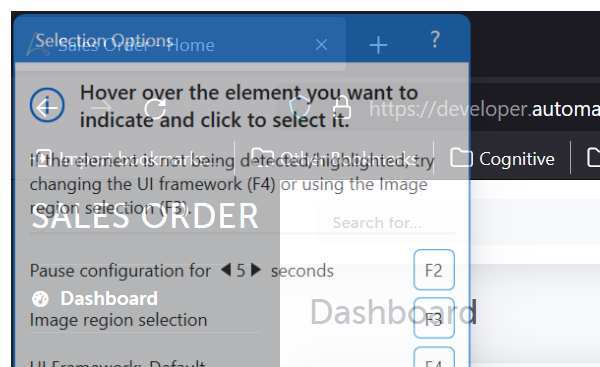 Selection Options
Sales Order - Home
?
Hover over the element you want to
indicate and click to select it.
https://developer.automa
Import bookmarks...
Other Bookmarks
Cognitive
If the element is not being detected/highlighted, try
changing the UI framework (F4) or using the Image
region selection (F3).
SALES ORDER
Search for...
Pause configuration for 5 seconds
F2
Dashboard
Dashboard
Image region selection
F3
UI Framework: Default
F4